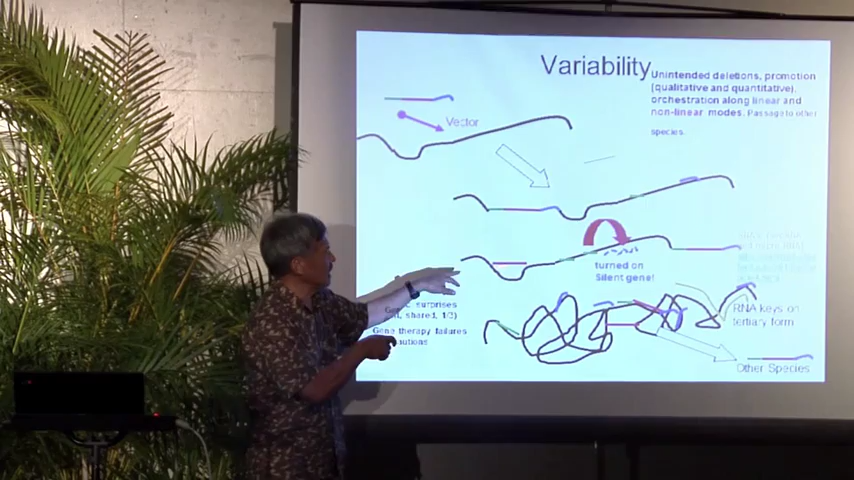 Variability
Unintended deletions, promotion
(qualitative and quantitative),
orchestration along linear and
non-linear modes. Passage to other
species.
Vector
turned on
Silent gene!
surprises
shared, 1/2)
Gene therapy failures
RNA keys on
tertiary form
Other Species